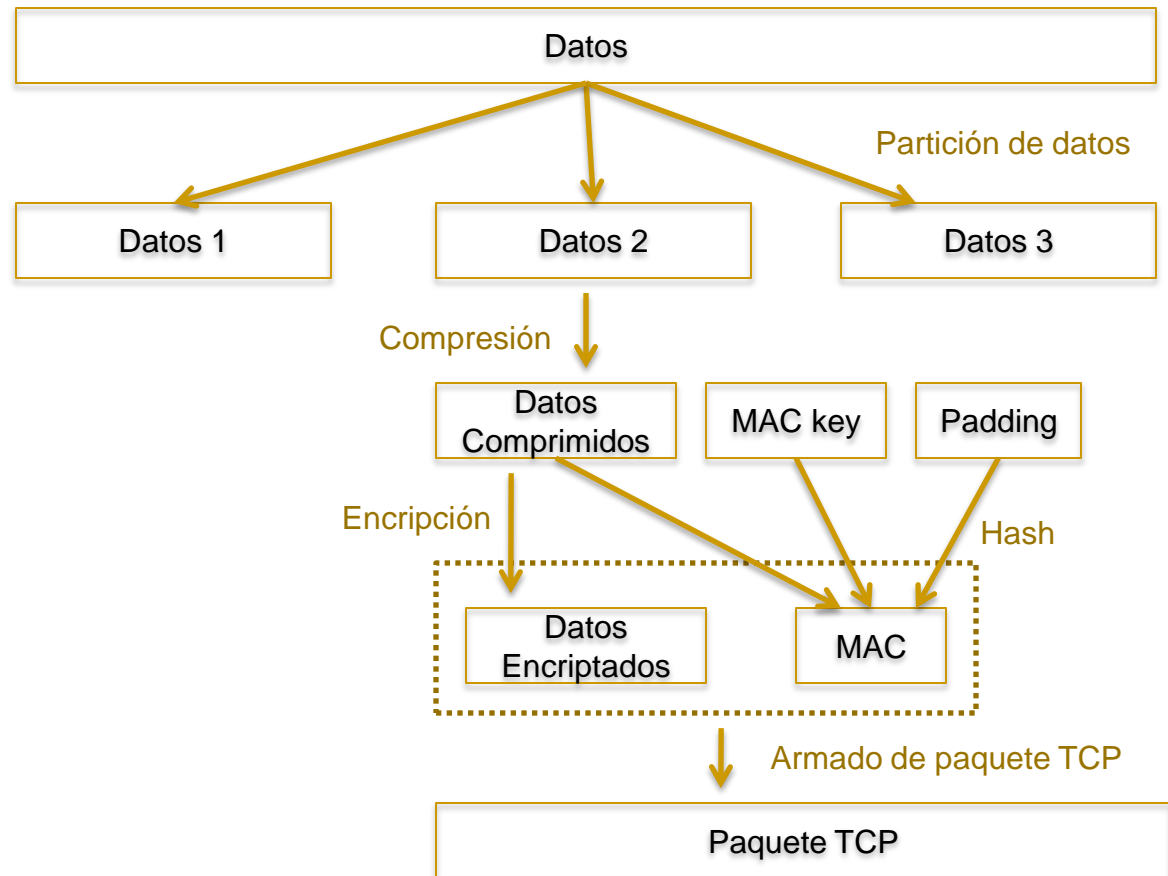 Datos
Partición de datos
Datos 1
Datos 2
Datos 3
Compresión
Datos
Comprimidos
MAC key
Padding
Encripción
Hash
Datos
Encriptados
MAC
Armado de paquete TCP
Paquete TCP